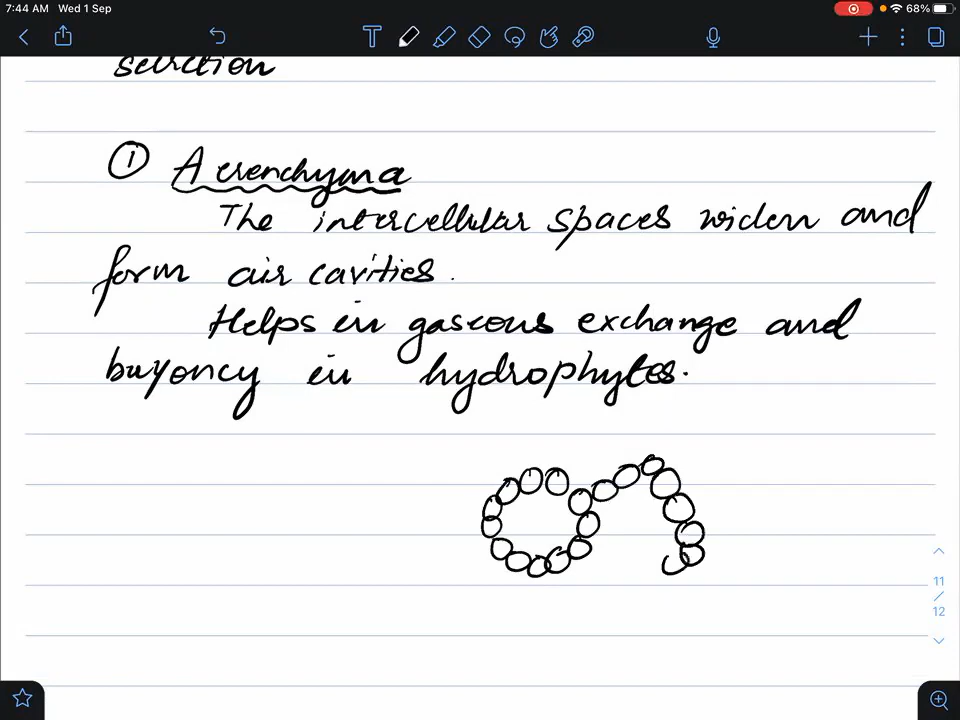 7:44 AM Wed 1 Sep
68%
T
secretion
① Aerenchyma
The intercellular spaces widen and
form air cavities.
Helps in gaseous exchange and
buyoncy in hydrophytes.
11
/
12